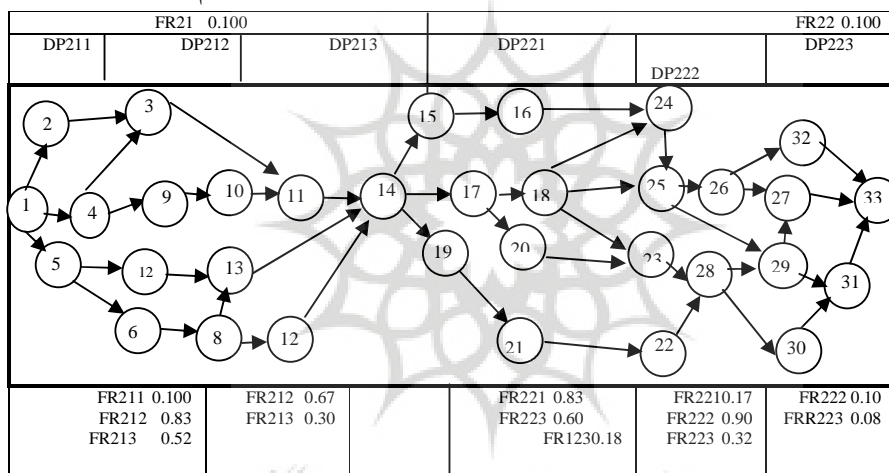 FR21 0.100 FR22 0.100
DP211 DP212 DP213 DP221 DP222 DP223
3 15 16 24
2 32
1 4 9 10 11 14 17 18 25 26 27 33
5 12 13 19 20 23 28 29 31
6 8 12 21 22 30
FR211 0.100 FR212 0.67 FR221 0.83 FR2210.17 FR222 0.10
FR212 0.83 FR213 0.30 FR223 0.60 FR222 0.90 FRR223 0.08
FR213 0.52 FR1230.18 FR223 0.32